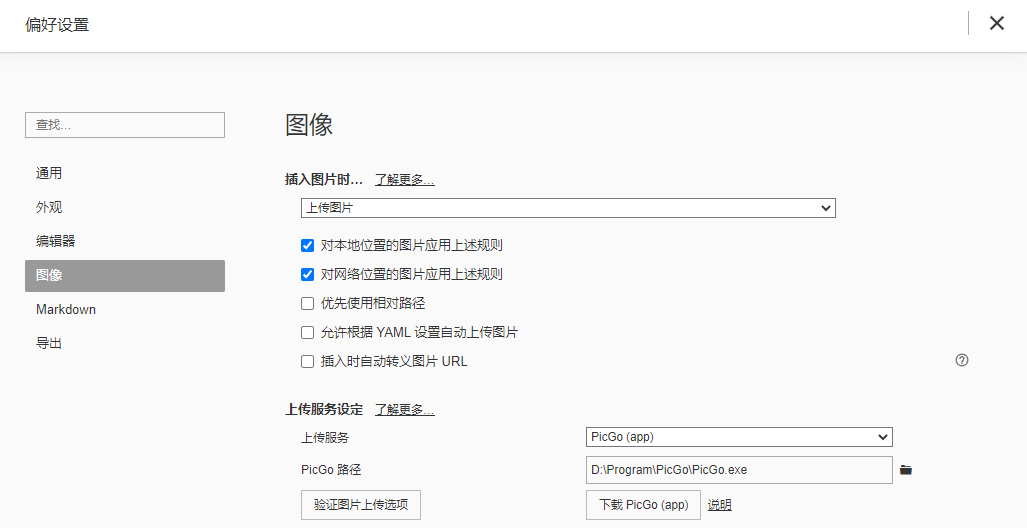 偏好设置
查找...
通用
外观
编辑器
图像
Markdown
导出
图像
插入图片时... 了解更多...
上传图片
对本地位置的图片应用上述规则
对网络位置的图片应用上述规则
优先使用相对路径
允许根据 YAML 设置自动上传图片
插入时自动转义图片 URL
上传服务设定 了解更多...
上传服务 PicGo (app)
PicGo 路径 D:\Program\PicGo\PicGo.exe
验证图片上传选项 下载 PicGo (app) 说明